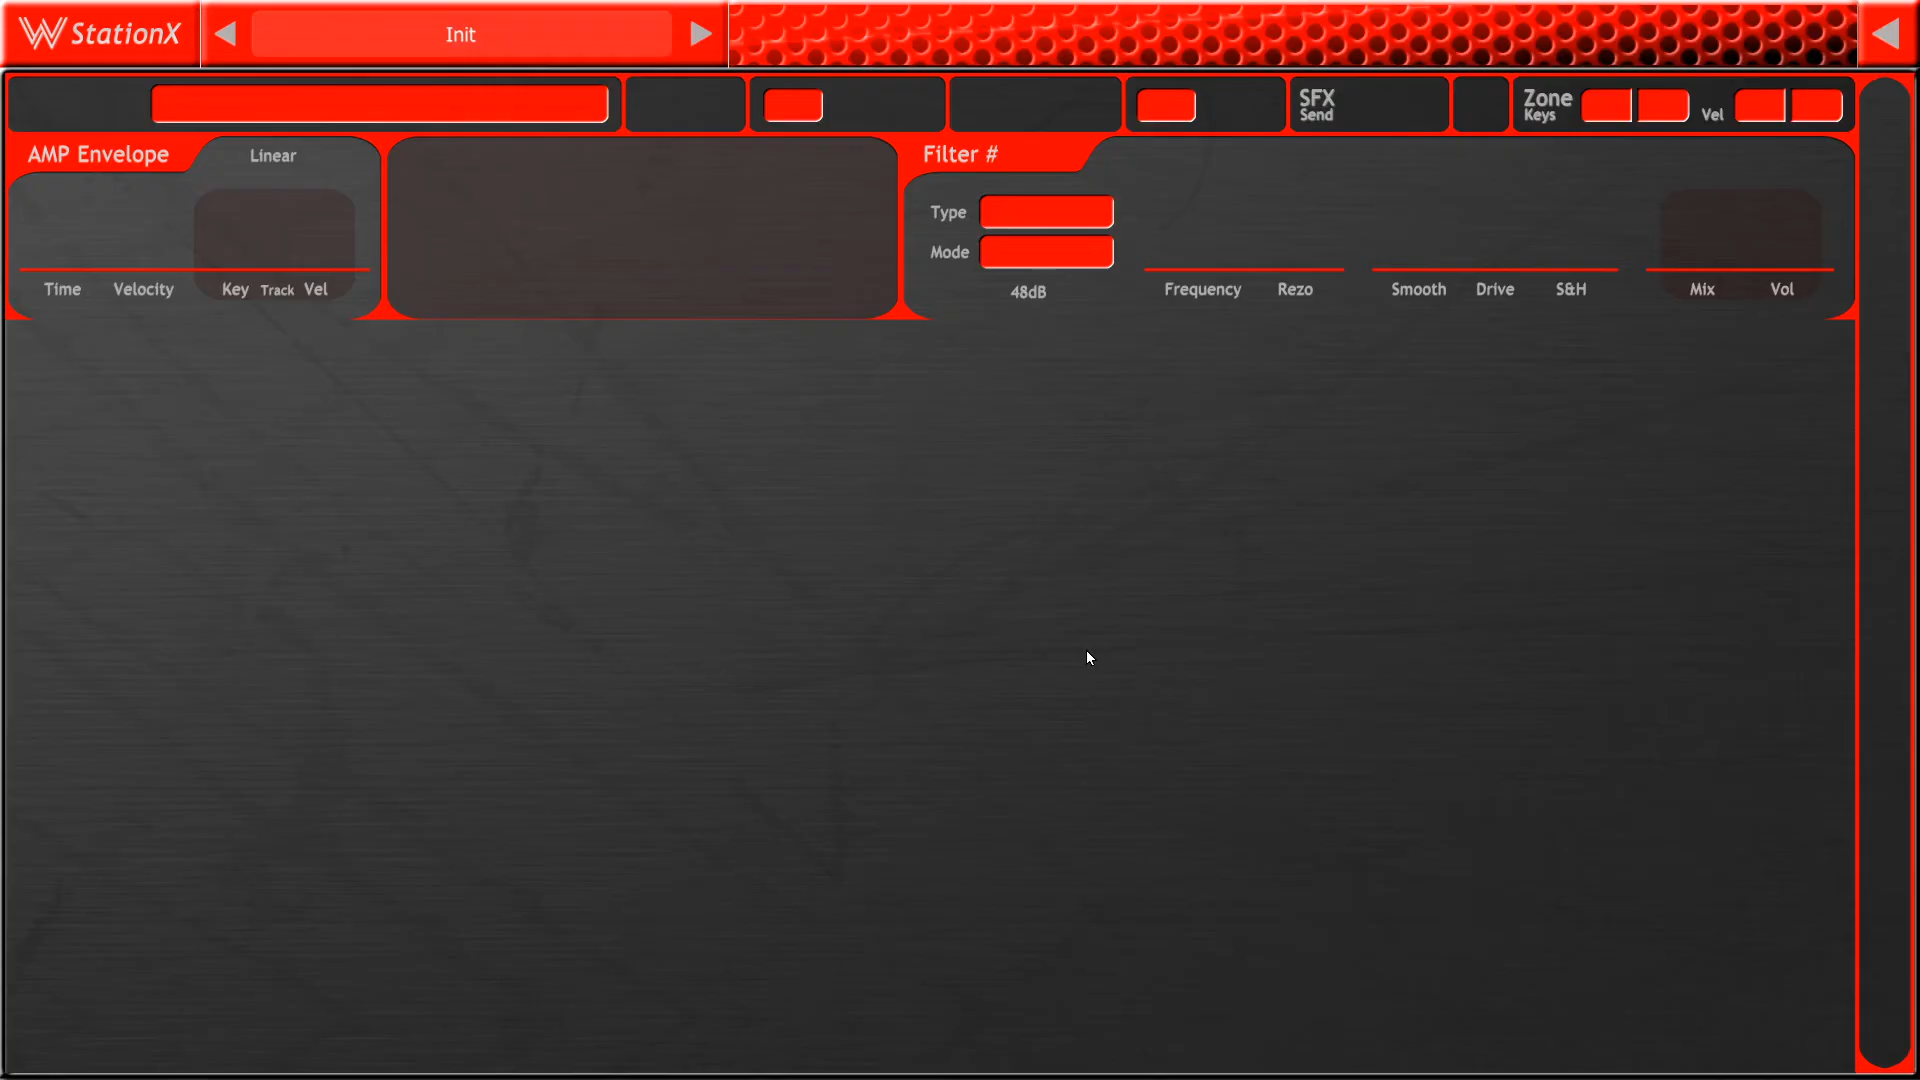 StationX
Init
SFX
Send
Zone
Keys
Vel
AMP Envelope
Linear
Time Velocity Key Track Vel
Filter #
Type
Mode
48dB
Frequency Rezo Smooth Drive S&H Mix Vol